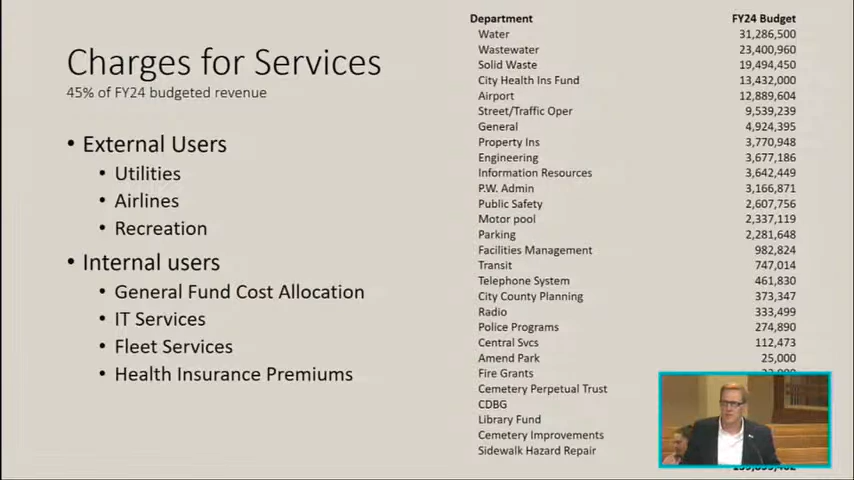 Charges for Services
45% of FY24 budgeted revenue
• External Users
• Utilities
• Airlines
• Recreation
• Internal users
• General Fund Cost Allocation
• IT Services
• Fleet Services
• Health Insurance Premiums
Department FY24 Budget
Water 31,286,500
Wastewater 23,400,960
Solid Waste 19,494,450
City Health Ins Fund 13,432,000
Airport 12,889,604
Street/Traffic Oper 9,539,239
General 4,924,395
Property Ins 3,770,948
Engineering 3,677,186
Information Resources 3,642,449
P.W. Admin 3,166,871
Public Safety 2,607,756
Motor pool 2,337,119
Parking 2,281,648
Facilities Management 982,824
Transit 747,014
Telephone System 461,830
City County Planning 373,347
Radio 333,499
Police Programs 274,890
Central Svcs 112,473
Amend Park 25,000
Fire Grants
Cemetery Perpetual Trust
CDBG
Library Fund
Cemetery Improvements
Sidewalk Hazard Repair